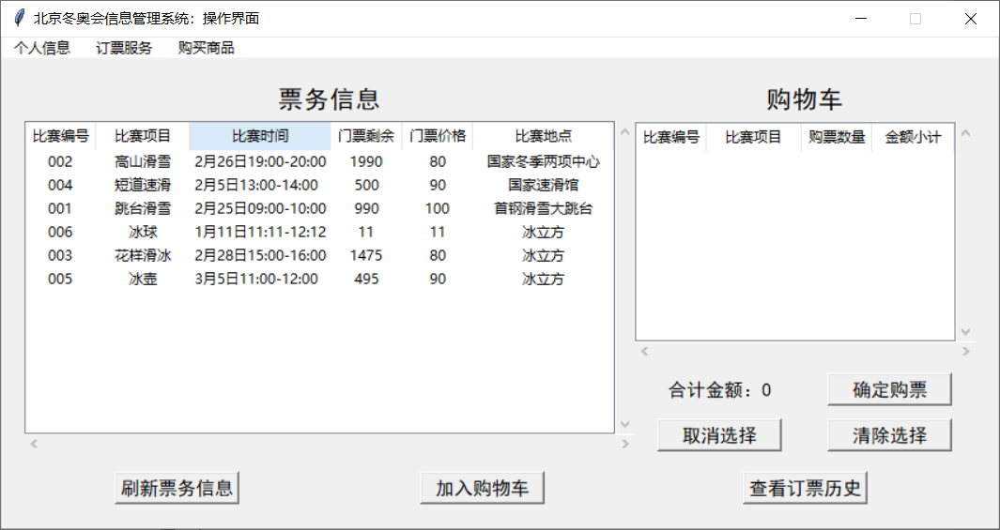 北京冬奥会信息管理系统：操作界面
个人信息 订票服务 购买商品
票务信息
比赛编号 比赛项目 比赛时间 门票剩余 门票价格 比赛地点
002 高山滑雪 2月26日19:00-20:00 1990 80 国家冬季两项中心
004 短道速滑 2月5日13:00-14:00 500 90 国家速滑馆
001 跳台滑雪 2月25日09:00-10:00 990 100 首钢滑雪大跳台
006 冰球 1月11日11:11-12:12 11 11 冰立方
003 花样滑冰 2月28日15:00-16:00 1475 80 冰立方
005 冰壶 3月5日11:00-12:00 495 90 冰立方
购物车
比赛编号 比赛项目 购票数量 金额小计
合计金额：0 确定购票
取消选择 清除选择
刷新票务信息 加入购物车 查看订票历史